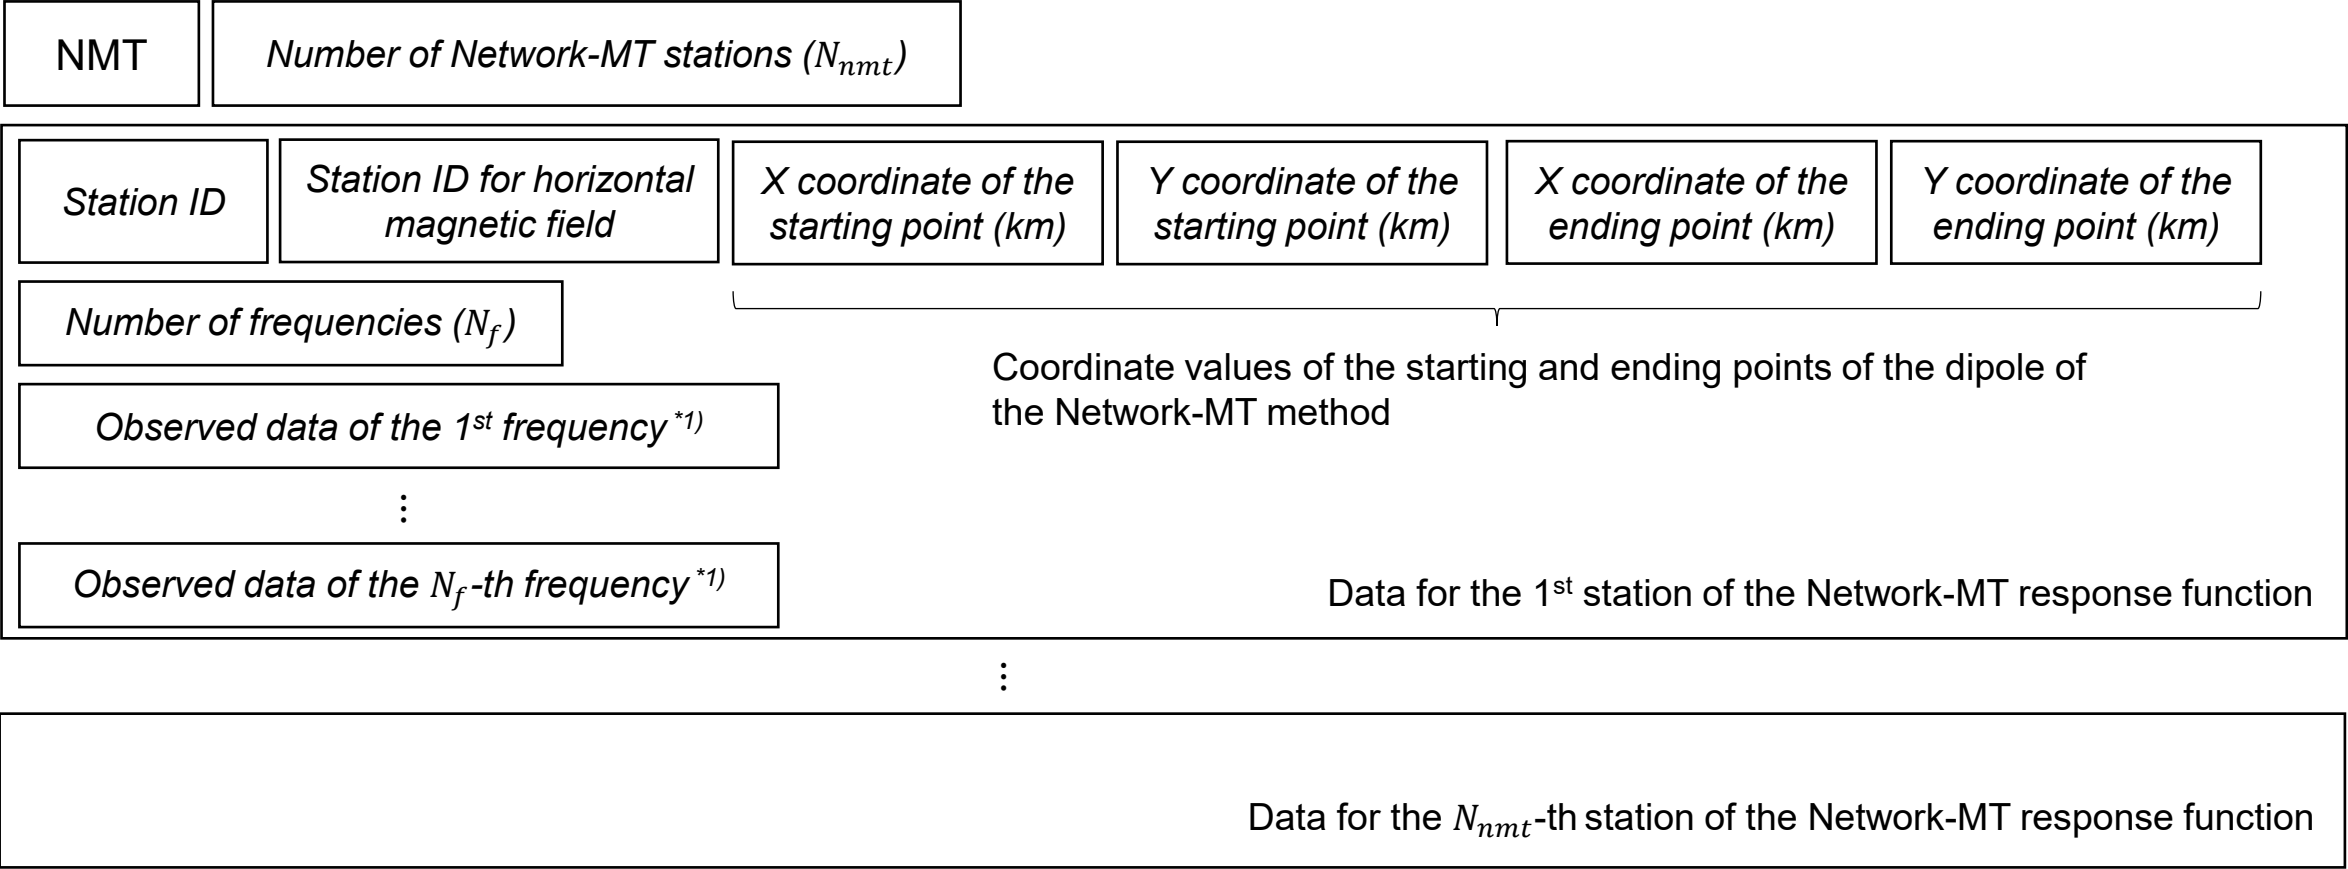 NMT
Number of Network-MT stations (N_nmt)
Station ID
Station ID for horizontal
magnetic field
X coordinate of the
starting point (km)
Y coordinate of the
starting point (km)
X coordinate of the
ending point (km)
Y coordinate of the
ending point (km)
Number of frequencies (N_f)
Coordinate values of the starting and ending points of the dipole of
the Network-MT method
Observed data of the 1st frequency *1)
⋮
Observed data of the N_f-th frequency *1)
Data for the 1st station of the Network-MT response function
⋮
Data for the N_nmt-th station of the Network-MT response function